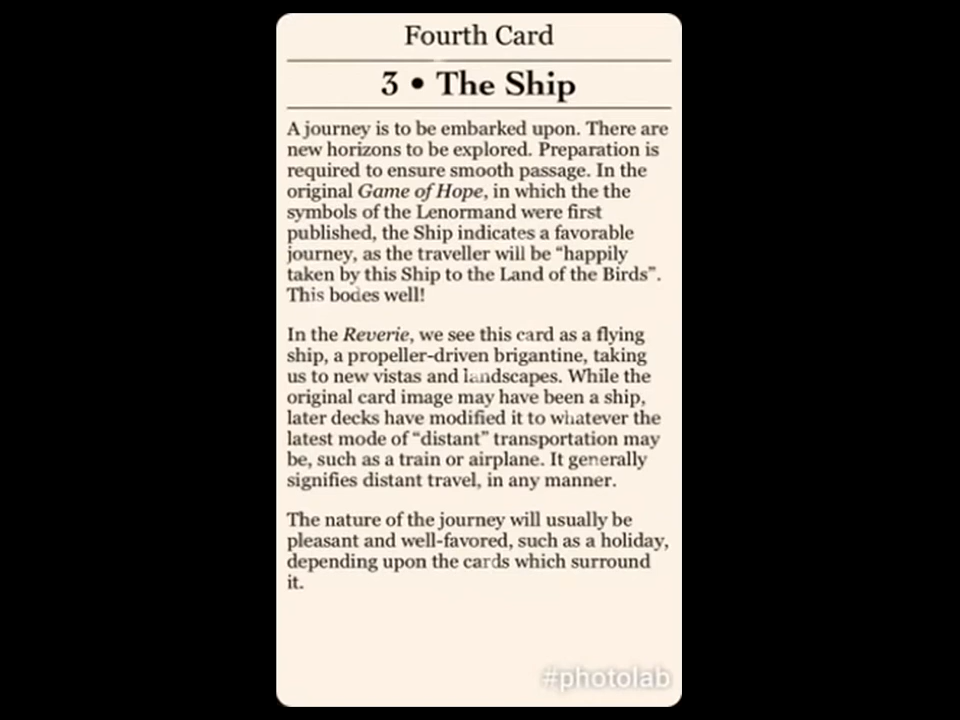 Fourth Card
3 • The Ship
A journey is to be embarked upon. There are
new horizons to be explored. Preparation is
required to ensure smooth passage. In the
original Game of Hope, in which the the
symbols of the Lenormand were first
published, the Ship indicates a favorable
journey, as the traveller will be “happily
taken by this Ship to the Land of the Birds”.
This bodes well!
In the Reverie, we see this card as a flying
ship, a propeller-driven brigantine, taking
us to new vistas and landscapes. While the
original card image may have been a ship,
later decks have modified it to whatever the
latest mode of “distant” transportation may
be, such as a train or airplane. It generally
signifies distant travel, in any manner.
The nature of the journey will usually be
pleasant and well-favored, such as a holiday,
depending upon the cards which surround
it.
#photolab